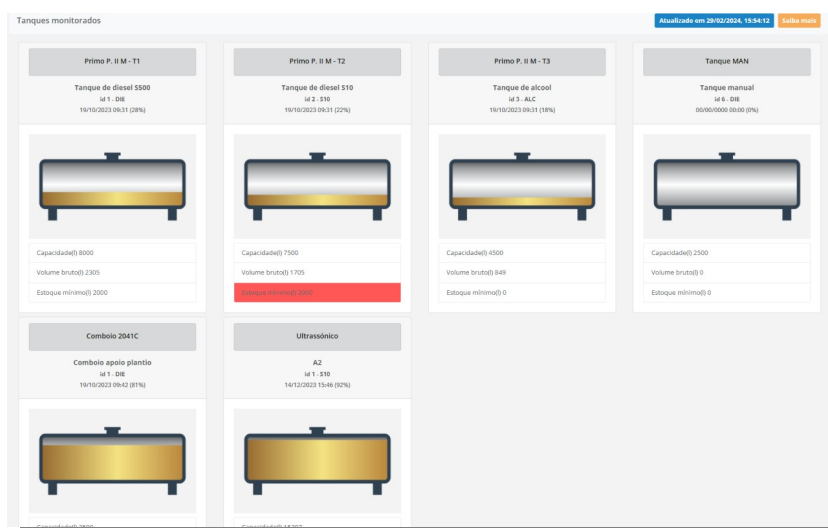 Tanques monitorados
Atualizado em 29/02/2024, 15:54:12
Saiba mais
Primo P. II M - T1
Tanque de diesel S500
id 1 - DIE
19/10/2023 09:31 (28%)
Capacidade(l) 8000
Volume bruto(l) 2305
Estoque mínimo(l) 2000
Primo P. II M - T2
Tanque de diesel S10
id 2 - S10
19/10/2023 09:31 (22%)
Capacidade(l) 7500
Volume bruto(l) 1705
Estoque mínimo(l) 2000
Primo P. II M - T3
Tanque de alcool
id 3 - ALC
19/10/2023 09:31 (18%)
Capacidade(l) 4500
Volume bruto(l) 849
Estoque mínimo(l) 0
Tanque MAN
Tanque manual
id 6 - DIE
00/00/0000 00:00 (0%)
Capacidade(l) 2500
Volume bruto(l) 0
Estoque mínimo(l) 0
Comboio 2041C
Comboio apoio plantio
id 1 - DIE
19/10/2023 09:42 (81%)
Ultrassónico
A2
id 1 - S10
14/12/2023 15:46 (92%)